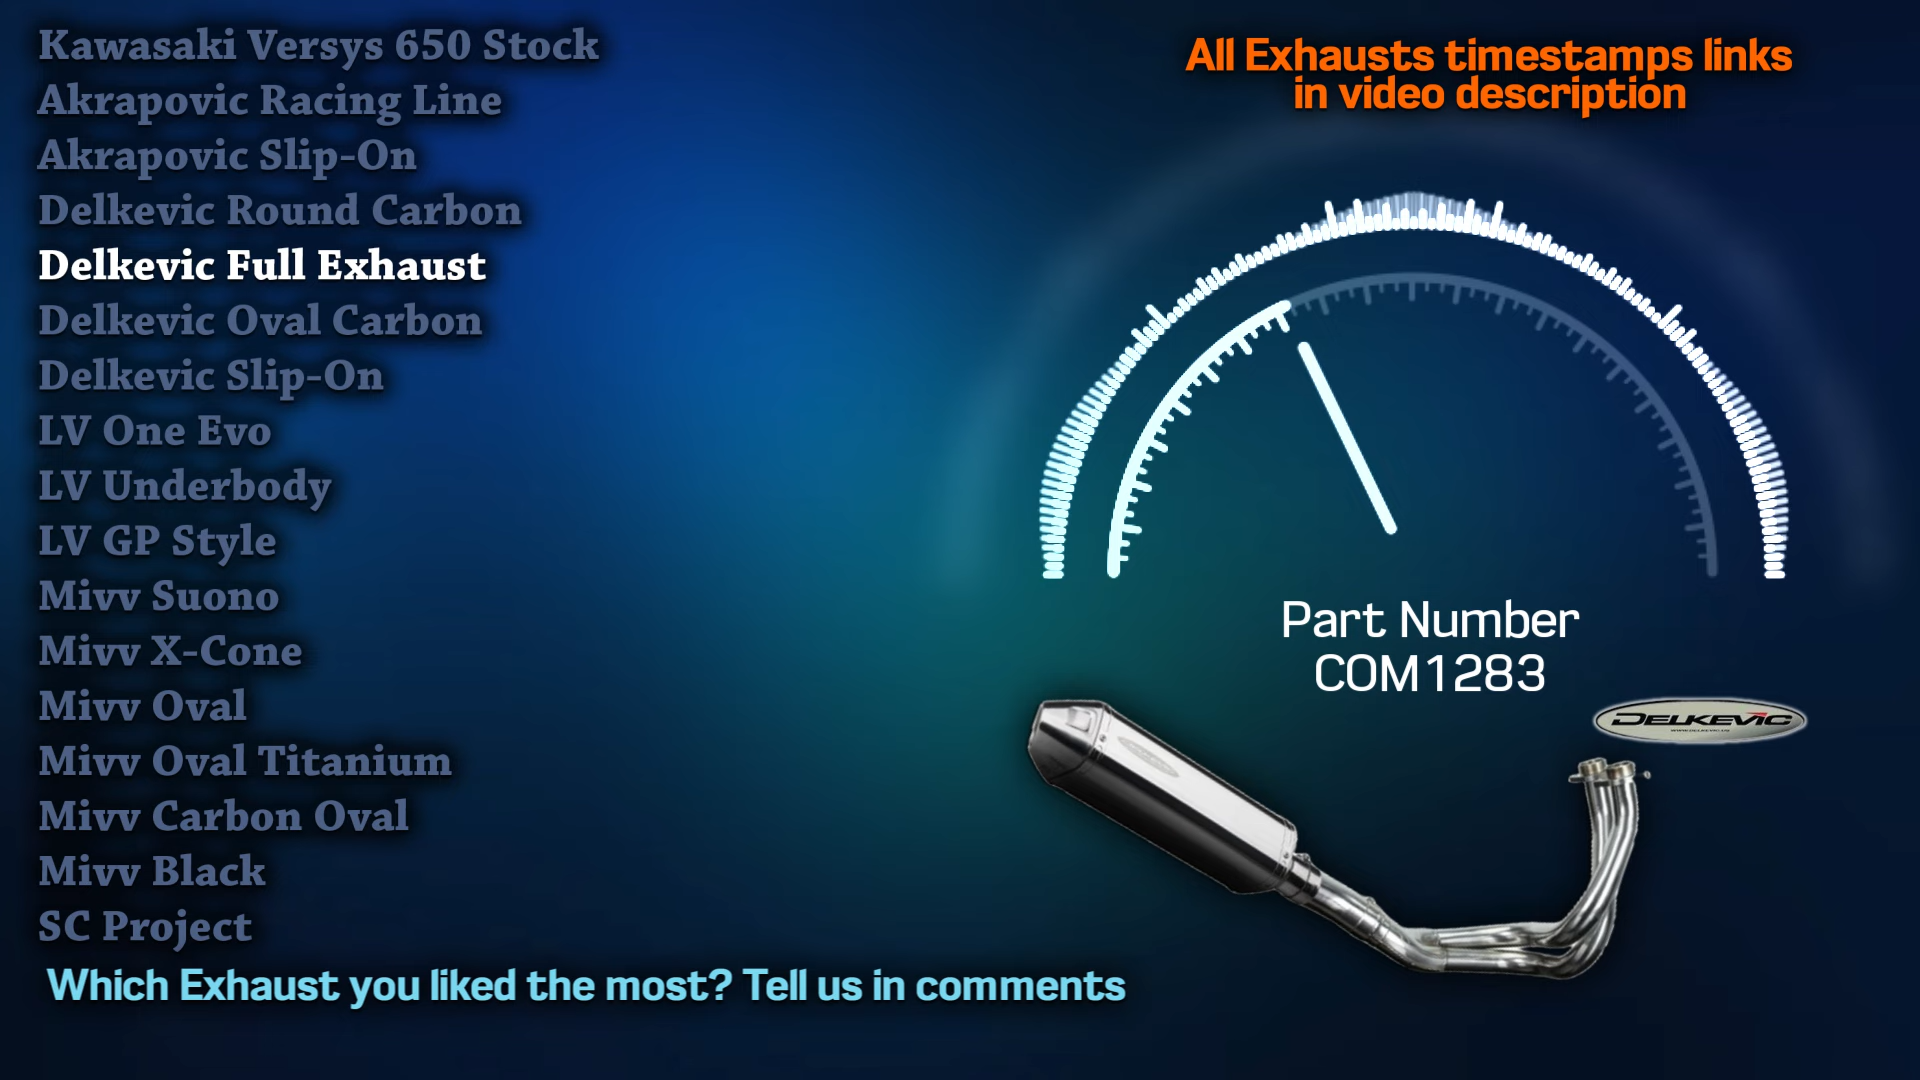 Kawasaki Versys 650 Stock
Akrapovic Racing Line
Akrapovic Slip-On
Delkevic Round Carbon
Delkevic Full Exhaust
Delkevic Oval Carbon
Delkevic Slip-On
LV One Evo
LV Underbody
LV GP Style
Mivv Suono
Mivv X-Cone
Mivv Oval
Mivv Oval Titanium
Mivv Carbon Oval
Mivv Black
SC Project
Which Exhaust you liked the most? Tell us in comments
All Exhausts timestamps links
in video description
Part Number
COM1283
DELKEVIC